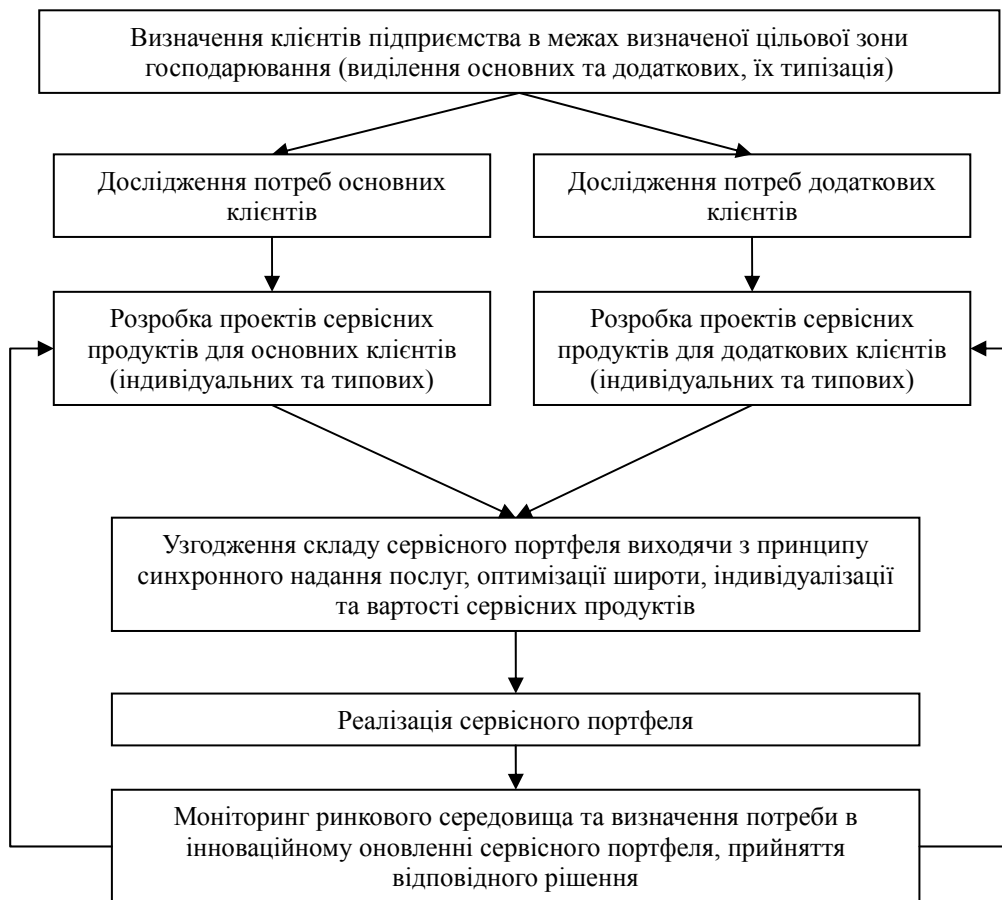 Визначення клієнтів підприємства в межах визначеної цільової зони
господарювання (виділення основних та додаткових, їх типізація)
Дослідження потреб основних
клієнтів
Дослідження потреб додаткових
клієнтів
Розробка проектів сервісних
продуктів для основних клієнтів
(індивідуальних та типових)
Розробка проектів сервісних
продуктів для додаткових клієнтів
(індивідуальних та типових)
Узгодження складу сервісного портфеля виходячи з принципу
синхронного надання послуг, оптимізації широти, індивідуалізації
та вартості сервісних продуктів
Реалізація сервісного портфеля
Моніторинг ринкового середовища та визначення потреби в
інноваційному оновленні сервісного портфеля, прийняття
відповідного рішення